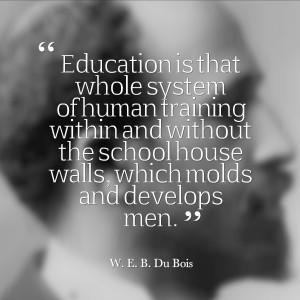 “ Education is that
whole system
of human training
within and without
the school house
walls, which molds
and develops
men. ”
W. E. B. Du Bois